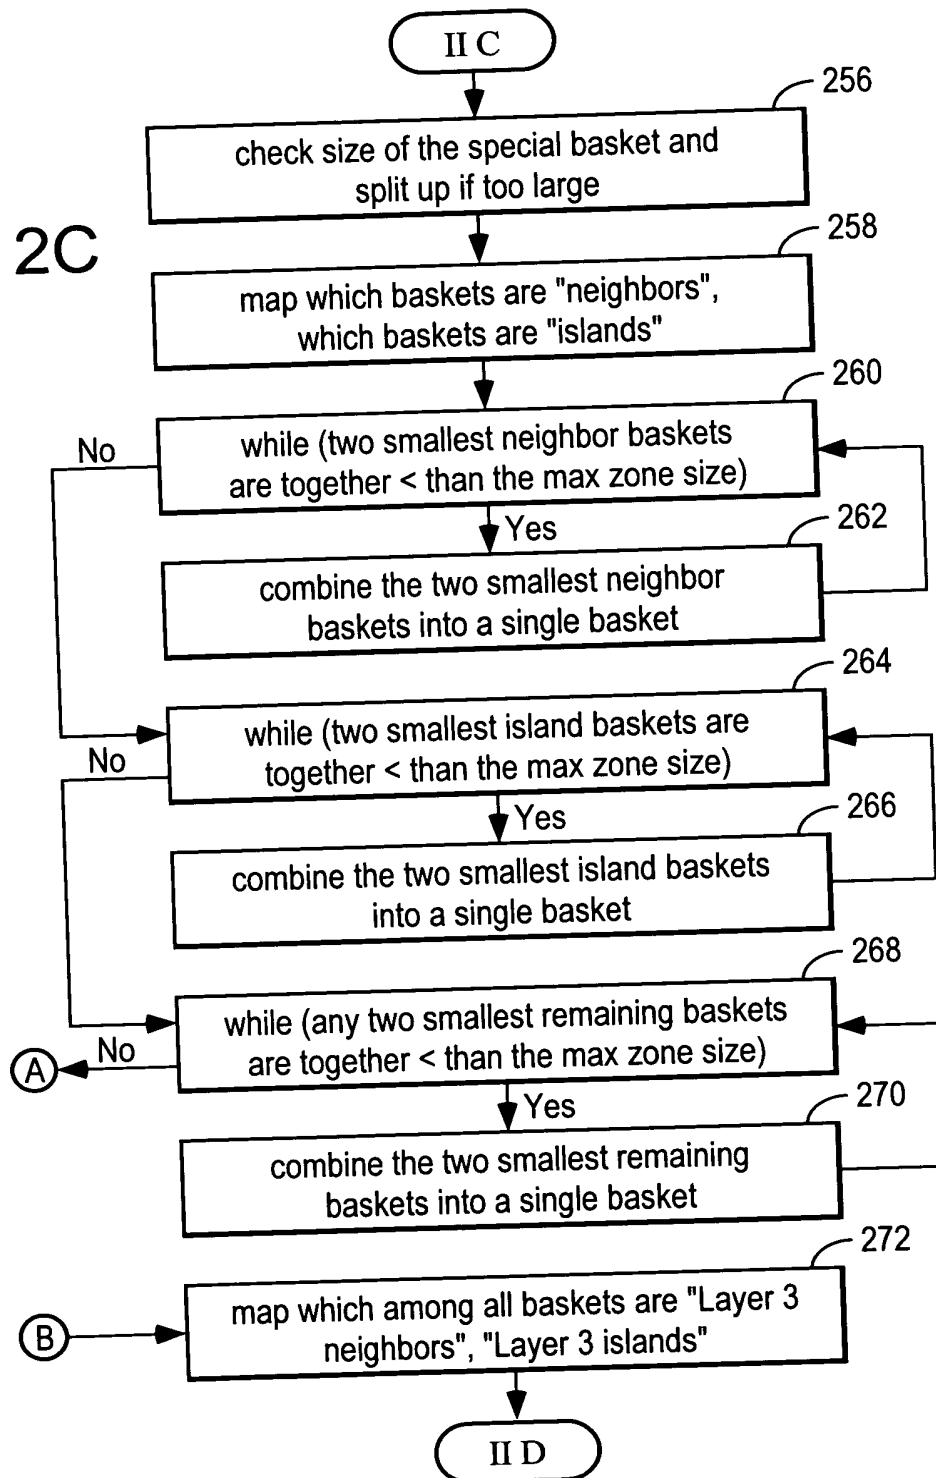 II C
256
check size of the special basket and
split up if too large
2C
258
map which baskets are "neighbors",
which baskets are "islands"
260
No
while (two smallest neighbor baskets
are together < than the max zone size)
Yes
262
combine the two smallest neighbor
baskets into a single basket
264
while (two smallest island baskets are
together < than the max zone size)
No
Yes
266
combine the two smallest island baskets
into a single basket
268
while (any two smallest remaining baskets
are together < than the max zone size)
A
No
Yes
270
combine the two smallest remaining
baskets into a single basket
272
map which among all baskets are "Layer 3
neighbors", "Layer 3 islands"
B
II D